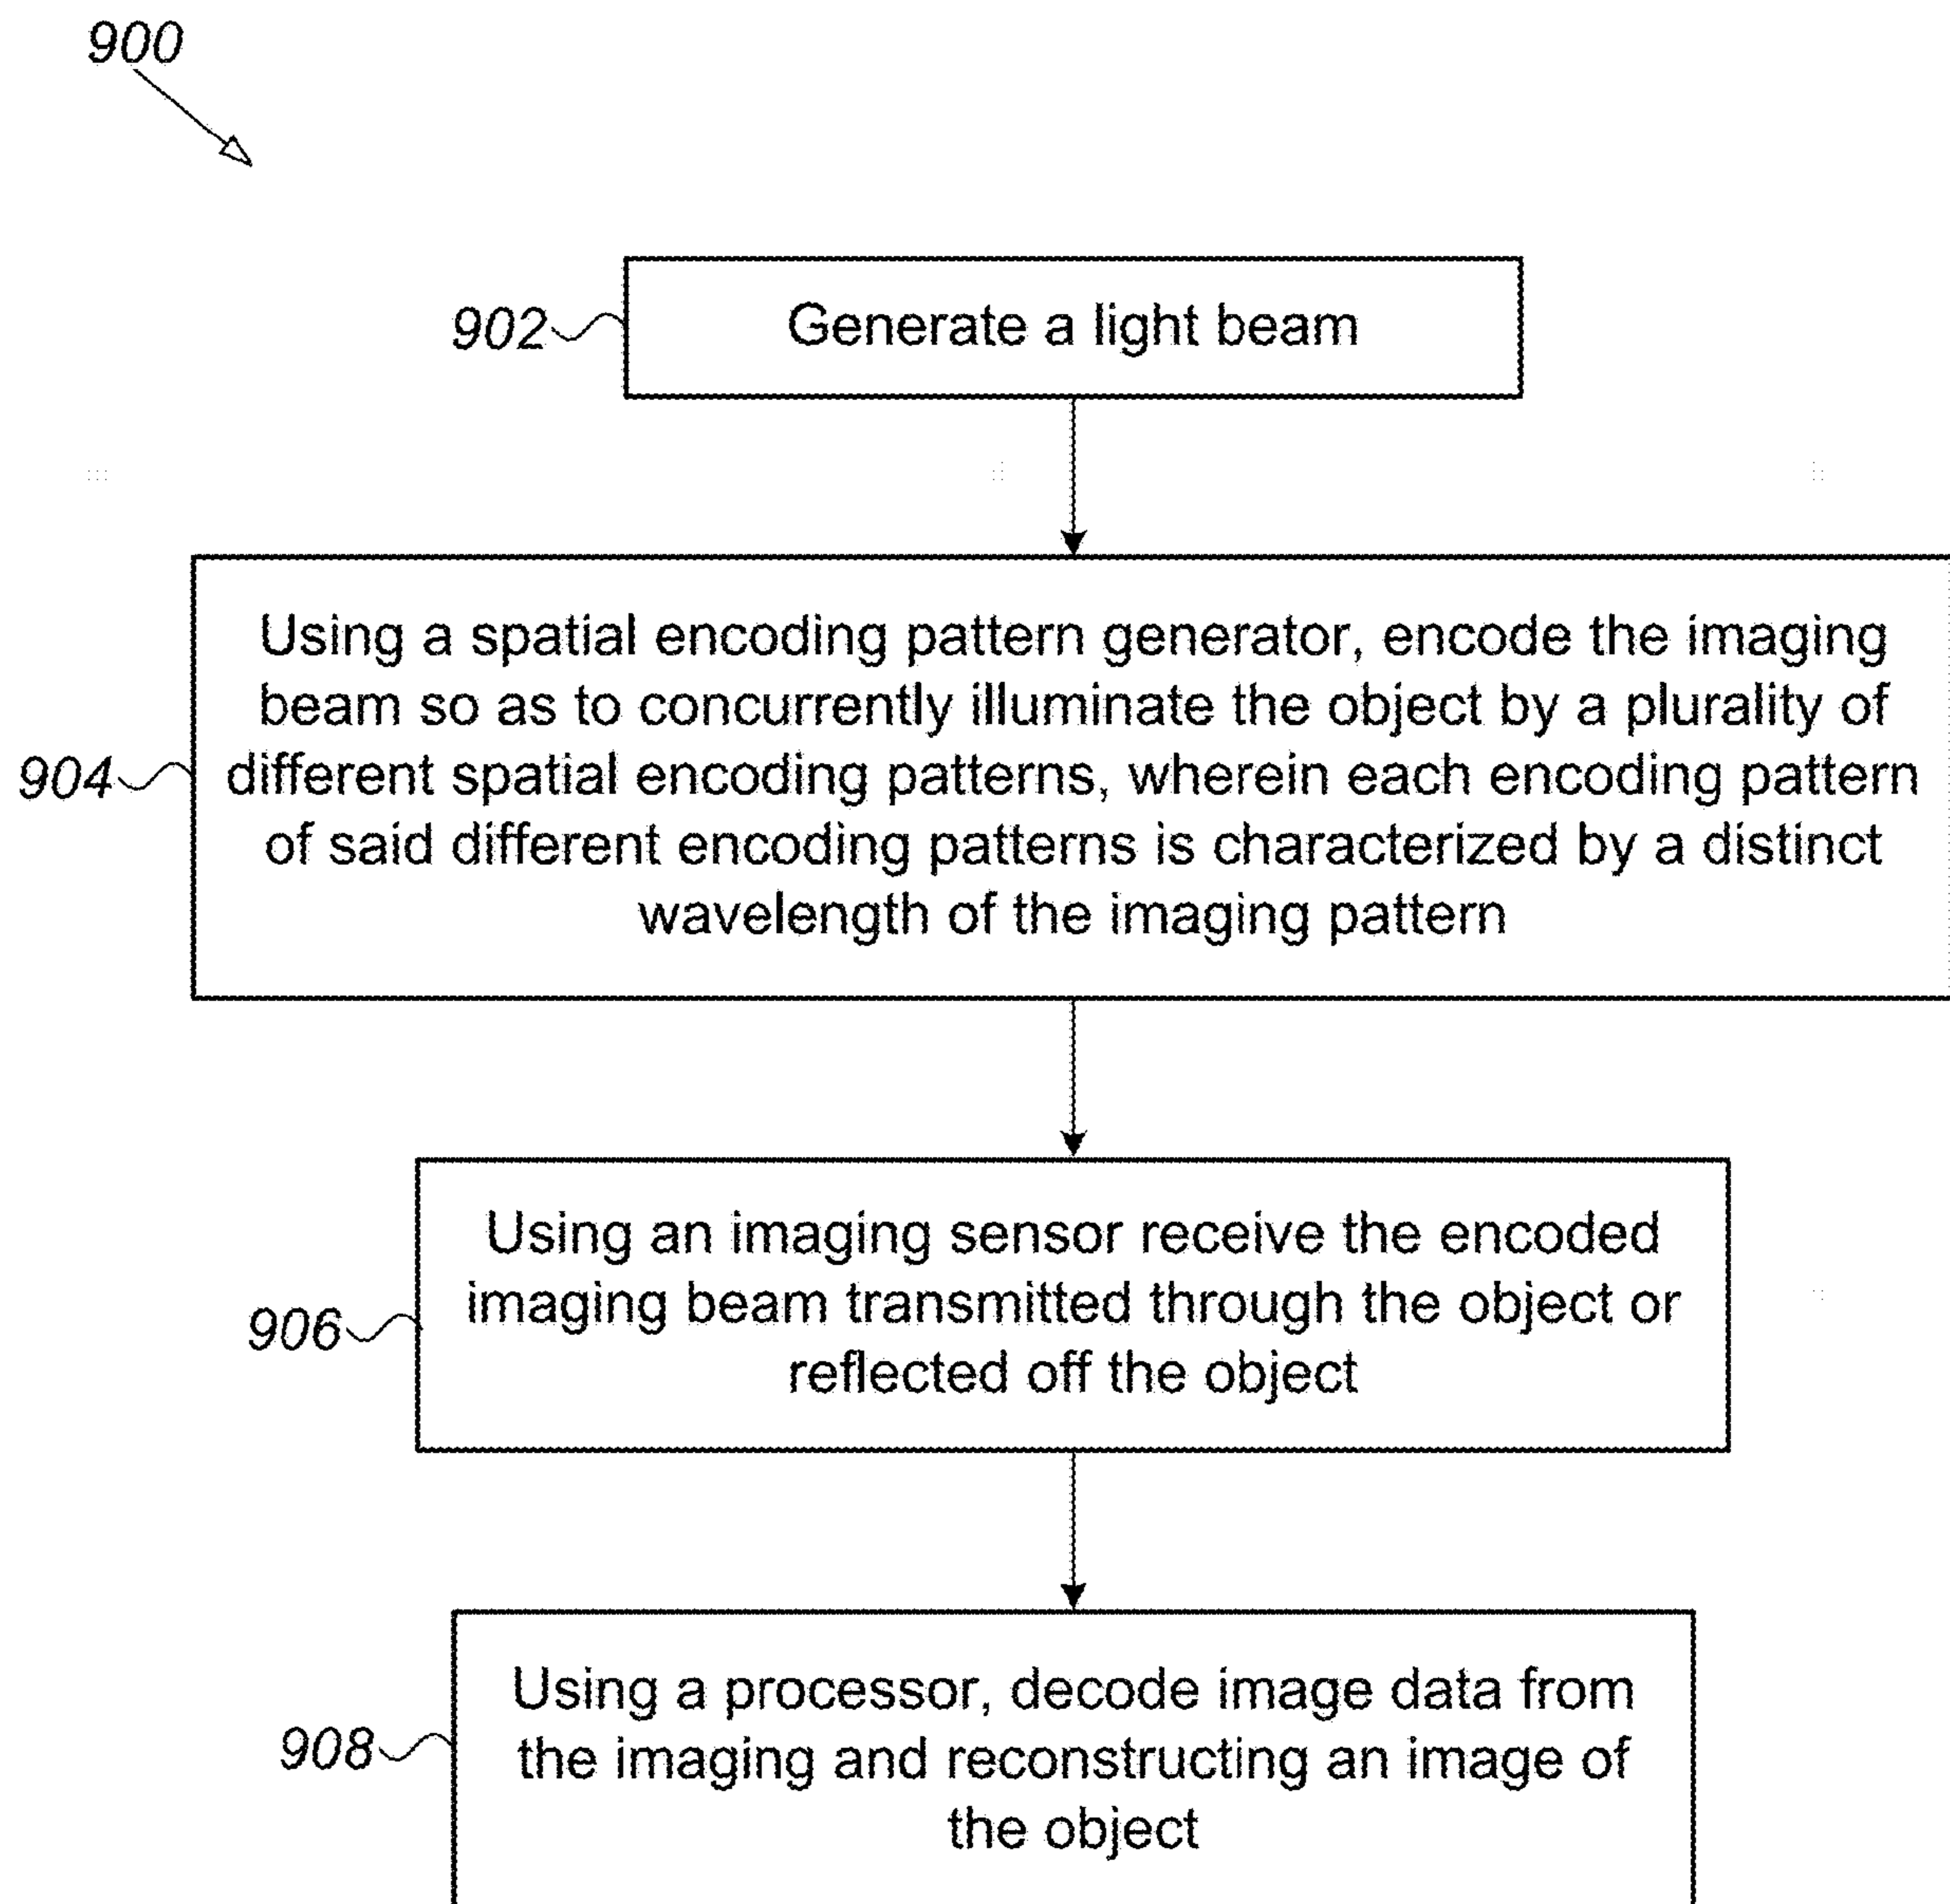 900
902
Generate a light beam
Using a spatial encoding pattern generator, encode the imaging
beam so as to concurrently illuminate the object by a plurality of
904
different spatial encoding patterns, wherein each encoding pattern
of said different encoding patterns is characterized by a distinct
wavelength of the imaging pattern
Using an imaging sensor receive the encoded
906
imaging beam transmitted through the object or
reflected off the object
Using a processor, decode image data from
908
the imaging and reconstructing an image of
the object